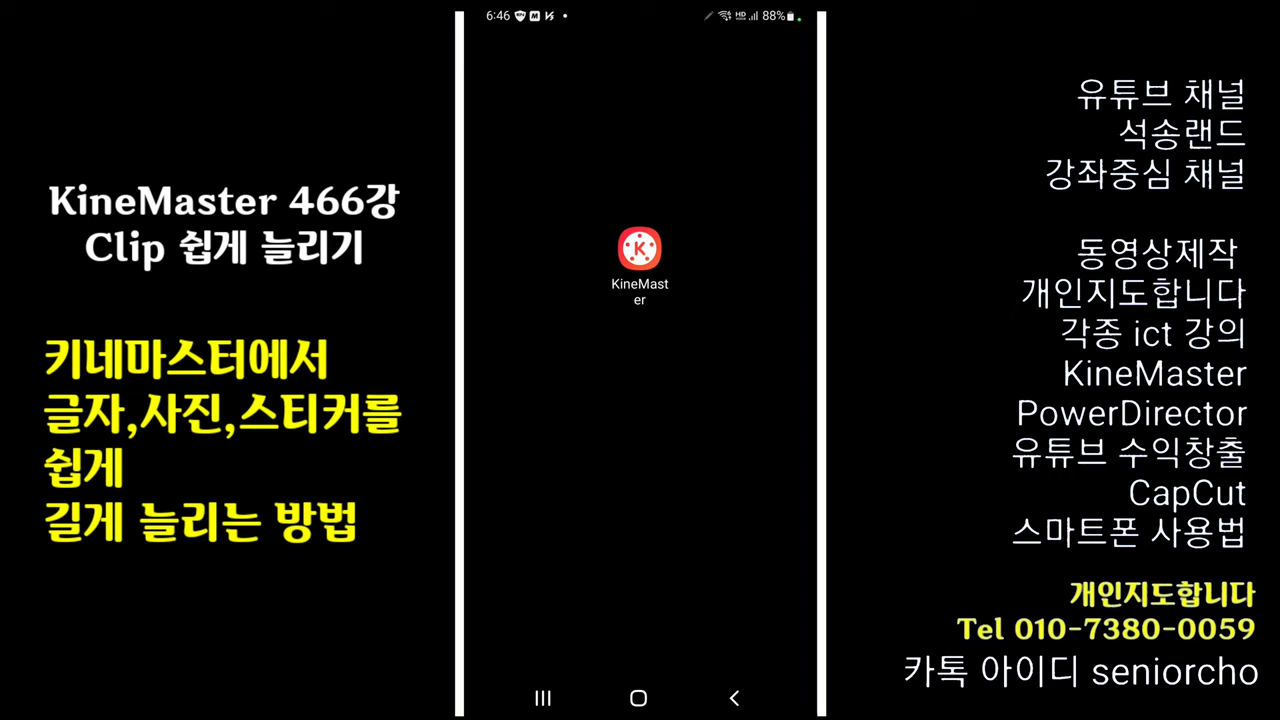 KineMaster 466강
Clip 쉽게 늘리기
키네마스터에서
글자,사진,스티커를
쉽게
길게 늘리는 방법
6:46
88%
K
KineMast
er
유튜브 채널
석송랜드
강좌중심 채널
동영상제작
개인지도합니다
각종 ict 강의
KineMaster
PowerDirector
유튜브 수익창출
CapCut
스마트폰 사용법
개인지도합니다
Tel 010-7380-0059
카톡 아이디 seniorcho